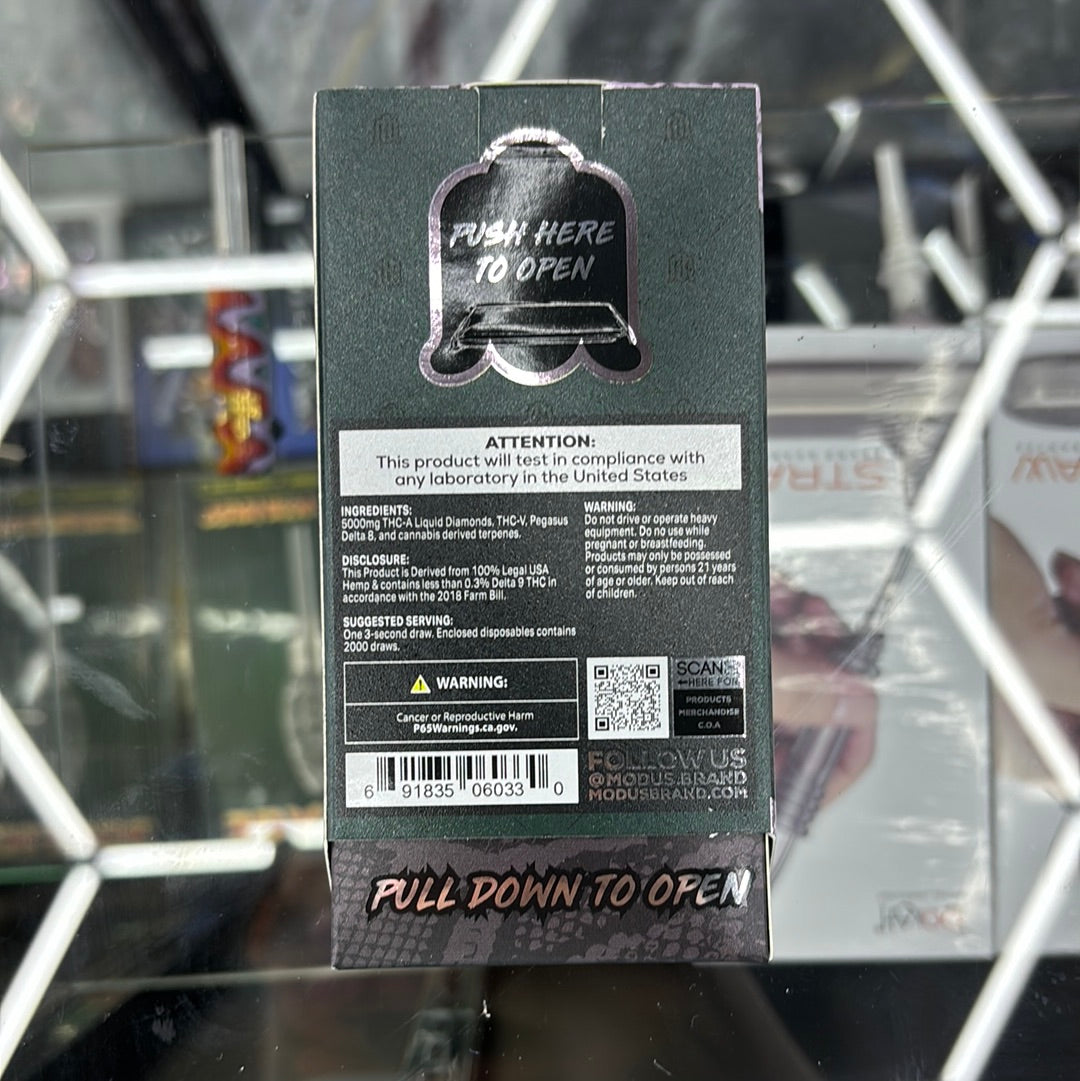 PUSH HERE
TO OPEN
ATTENTION:
This product will test in compliance with
any laboratory in the United States
INGREDIENTS:
5000mg THC-A Liquid Diamonds, THC-V, Pegasus
Delta 8, and cannabis derived terpenes.
DISCLOSURE:
This Product is Derived from 100% Legal USA
Hemp & contains less than 0.3% Delta 9 THC in
accordance with the 2018 Farm Bill.
SUGGESTED SERVING:
One 3-second draw. Enclosed disposables contains
2000 draws.
WARNING:
Do not drive or operate heavy
equipment. Do no use while
pregnant or breastfeeding.
Products may only be possessed
or consumed by persons 21 years
of age or older. Keep out of reach
of children.
WARNING:
Cancer or Reproductive Harm
P65Warnings.ca.gov.
SCAN
HERE FOR
PRODUCTS
MERCHANDISE
C.O.A
6 91835 06033 0
FOLLOW US
@MODUS.BRAND
MODUSBRAND.COM
PULL DOWN TO OPEN